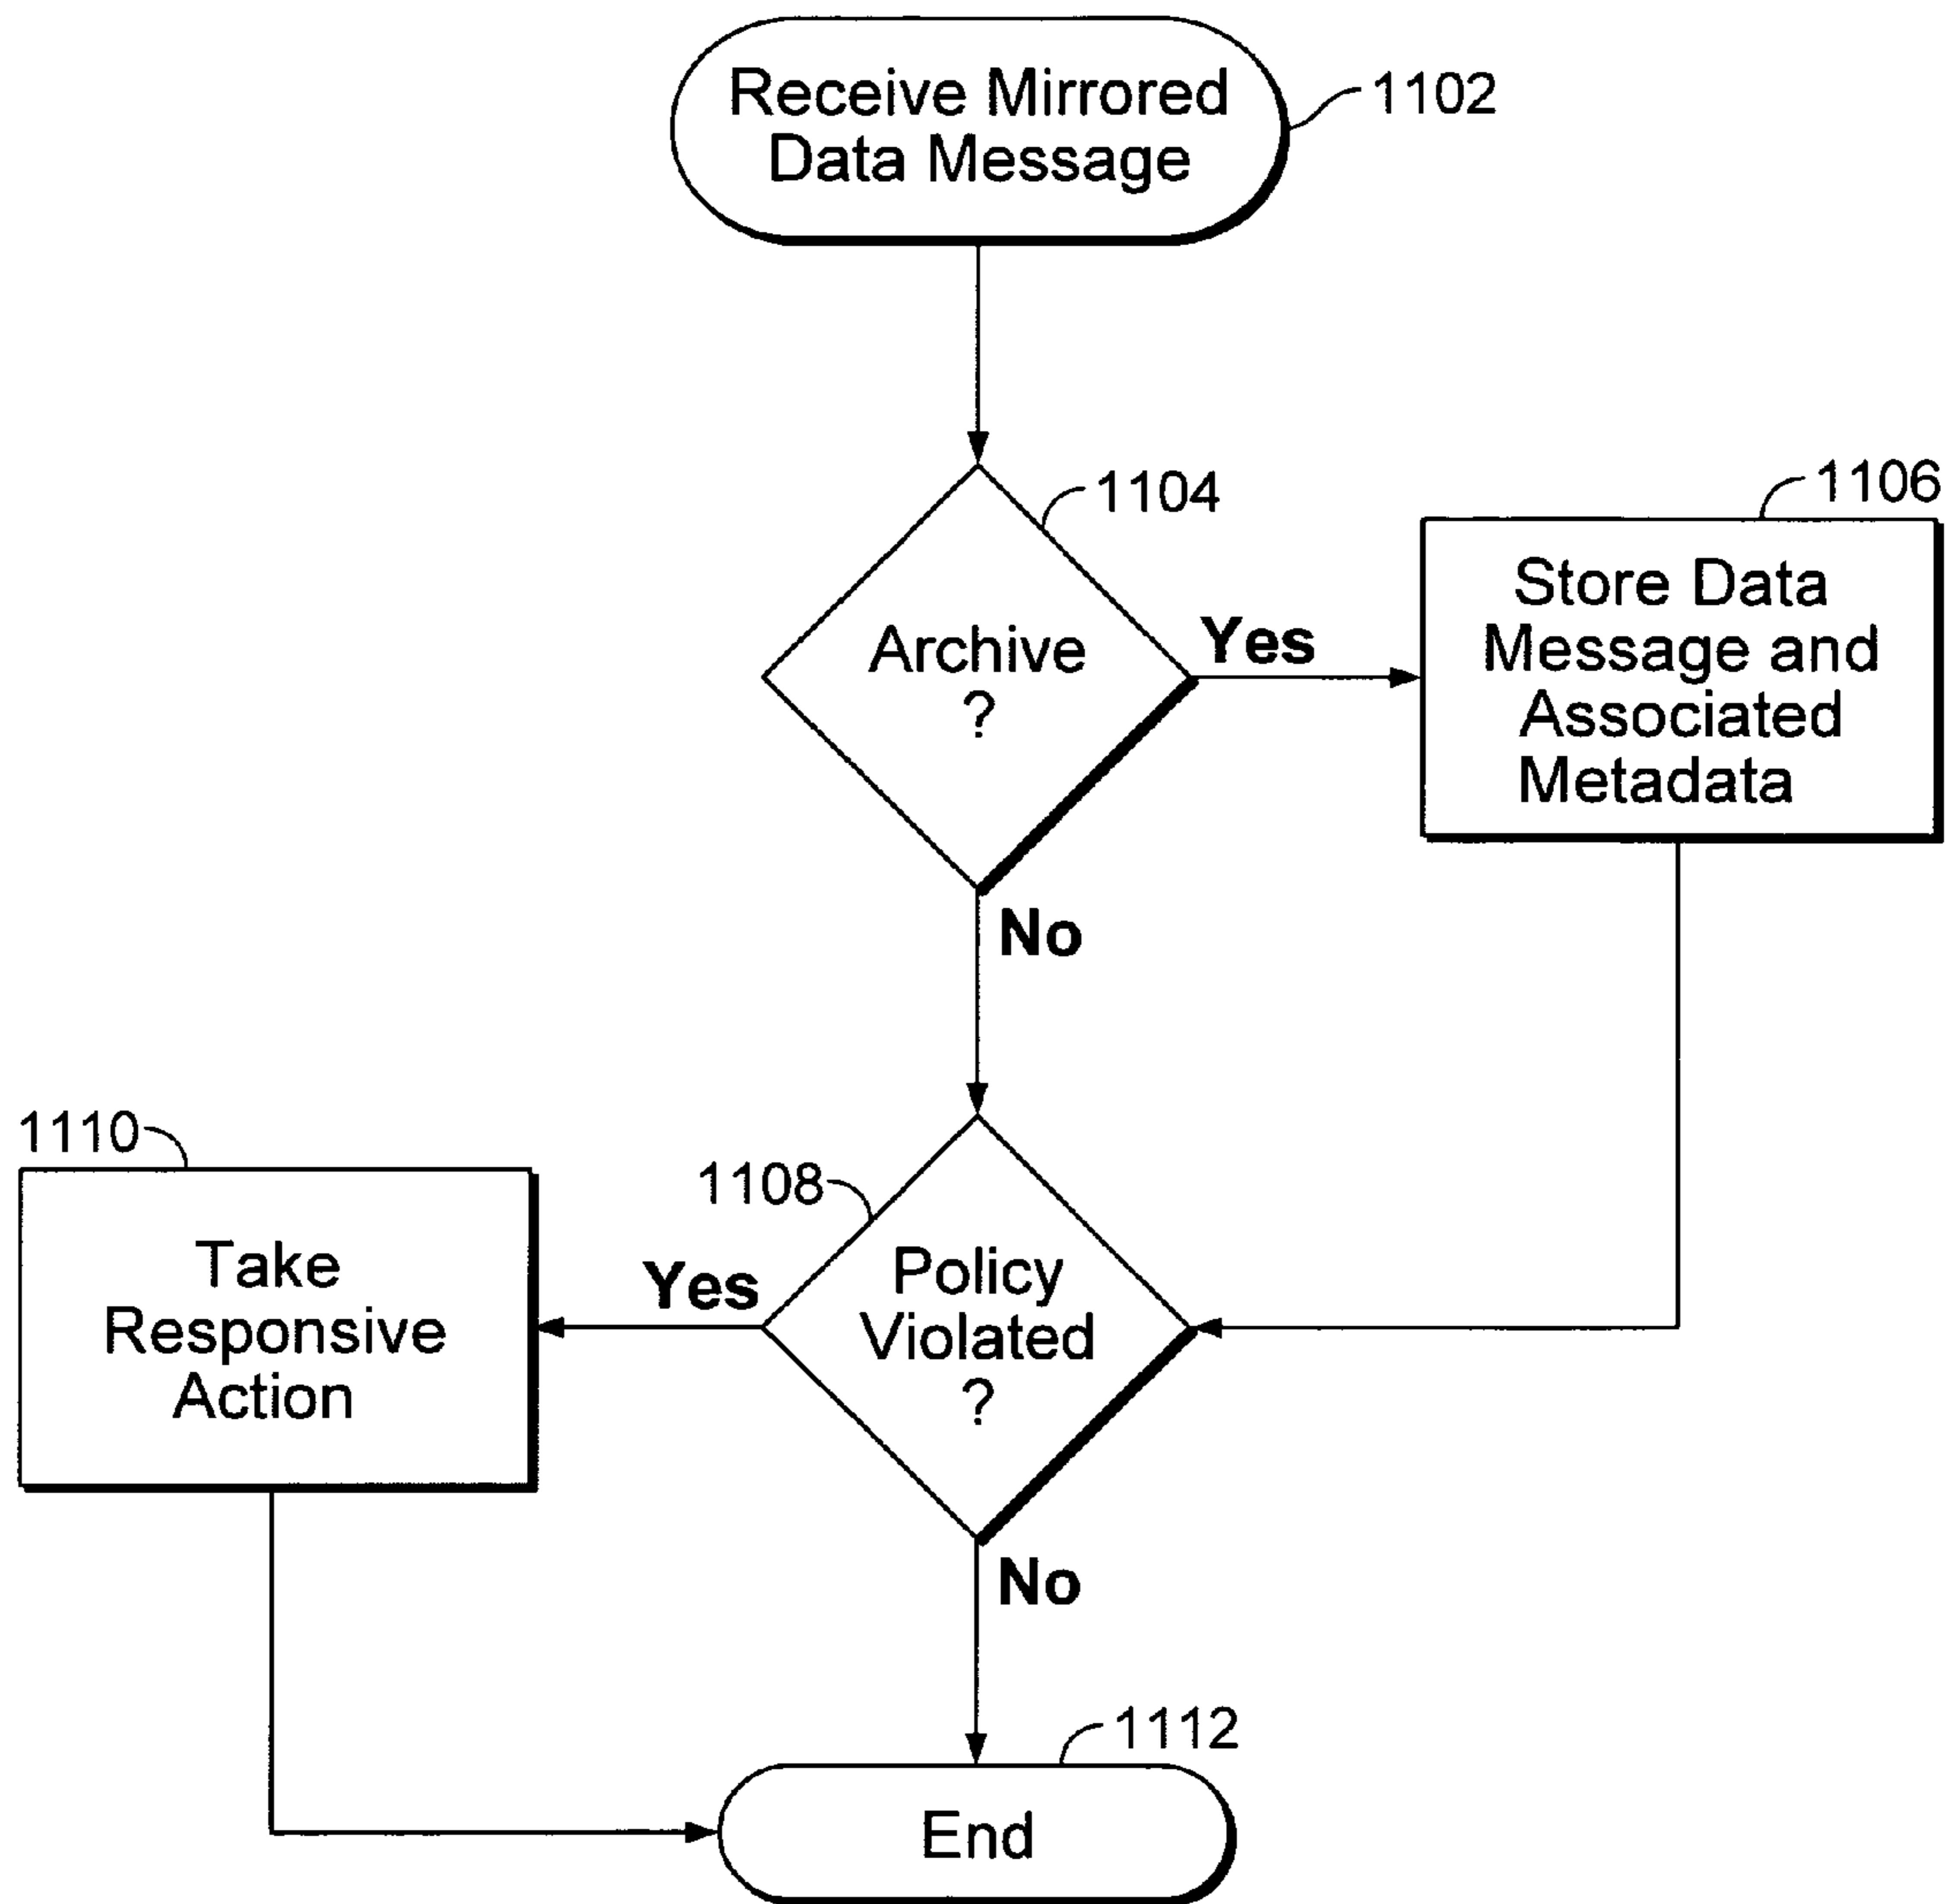 Receive Mirrored
Data Message
1102
1104
Archive
?
Yes
No
1106
Store Data
Message and
Associated
Metadata
1108
Policy
Violated
?
Yes
No
1110
Take
Responsive
Action
1112
End